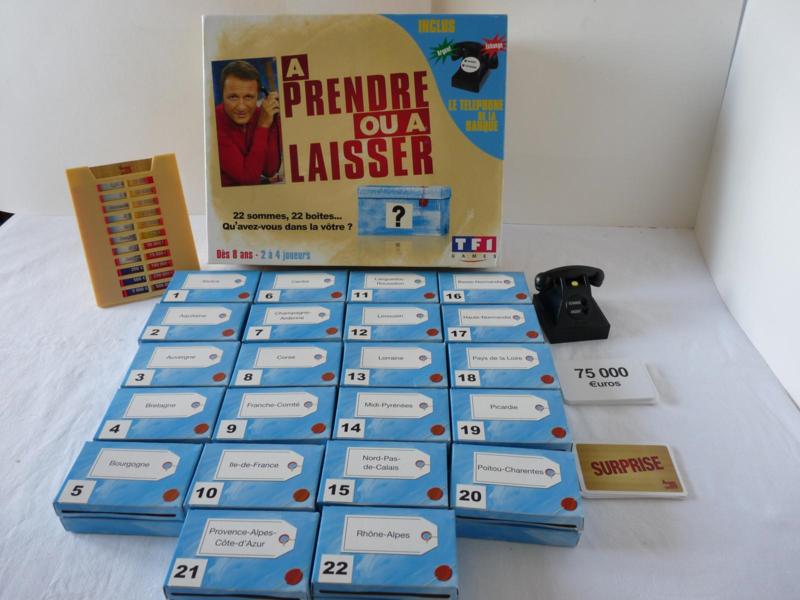 INCLUS
Argent
Echange
LE TELEPHONE
DE LA
BANQUE
A
PRENDRE
OU A
LAISSER
?
22 sommes, 22 boites...
Qu'avez-vous dans la vôtre ?
Dès 8 ans - 2 à 4 joueurs
TF1
GAMES
1
Alsace
6
Centre
11
Languedoc-
Roussillon
16
Basse-Normandie
2
Aquitaine
7
Champagne-
Ardenne
12
Limousin
17
Haute-Normandie
3
Auvergne
8
Corse
13
Lorraine
18
Pays de la Loire
4
Bretagne
9
Franche-Comté
14
Midi-Pyrénées
19
Picardie
5
Bourgogne
10
Ile-de-France
15
Nord-Pas-
de-Calais
20
Poitou-Charentes
21
Provence-Alpes-
Côte-d'Azur
22
Rhône-Alpes
75 000
€uros
SURPRISE